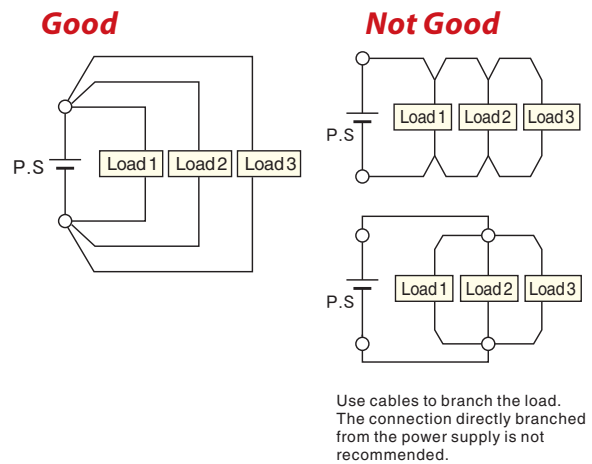 Good
Not Good
P.S
Load 1
Load 2
Load 3
P.S
Load 1
Load 2
Load 3
P.S
Load 1
Load 2
Load 3
Use cables to branch the load.
The connection directly branched
from the power supply is not
recommended.